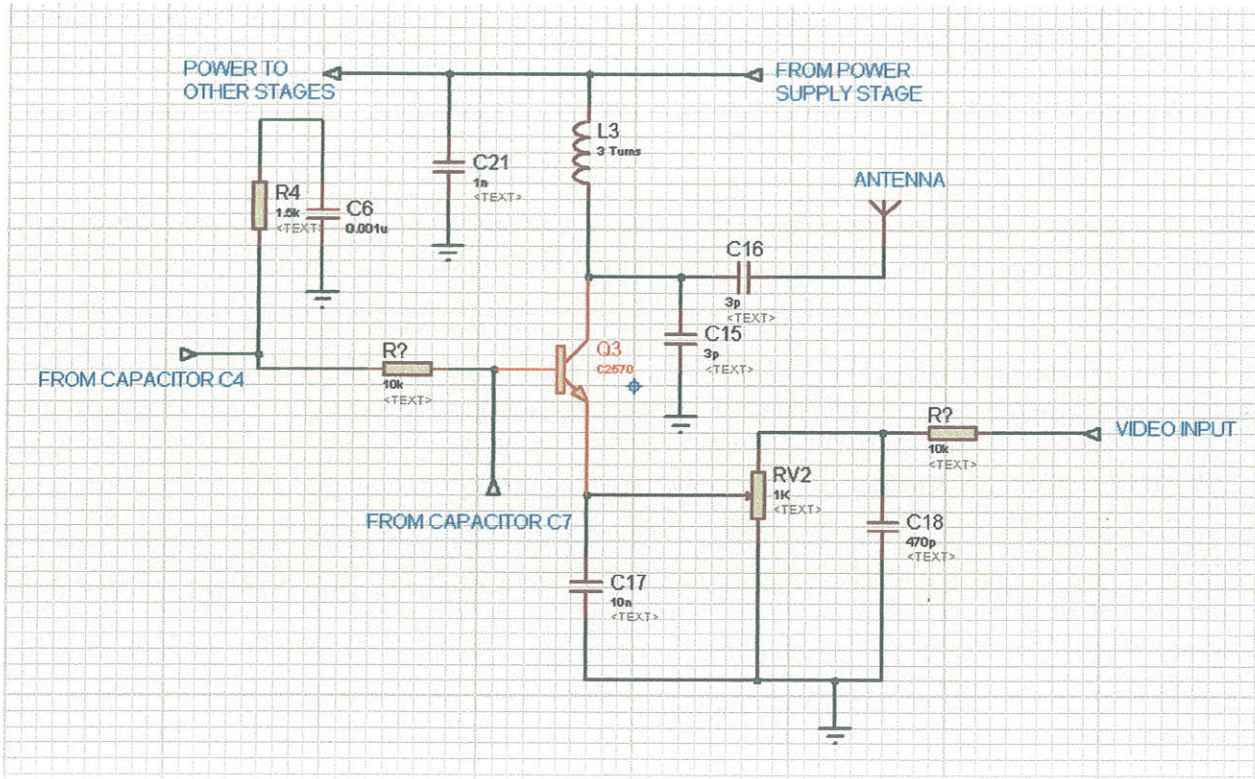 POWER TO
OTHER STAGES
FROM POWER
SUPPLY STAGE
L3
3 Turns
C21
1n
<TEXT>
ANTENNA
R4
1.5k
<TEXT>
C6
0.001u
C16
3p
<TEXT>
C15
3p
<TEXT>
R?
10k
<TEXT>
Q3
C2570
FROM CAPACITOR C4
R?
10k
<TEXT>
VIDEO INPUT
RV2
1K
<TEXT>
FROM CAPACITOR C7
C18
470p
<TEXT>
C17
10n
<TEXT>